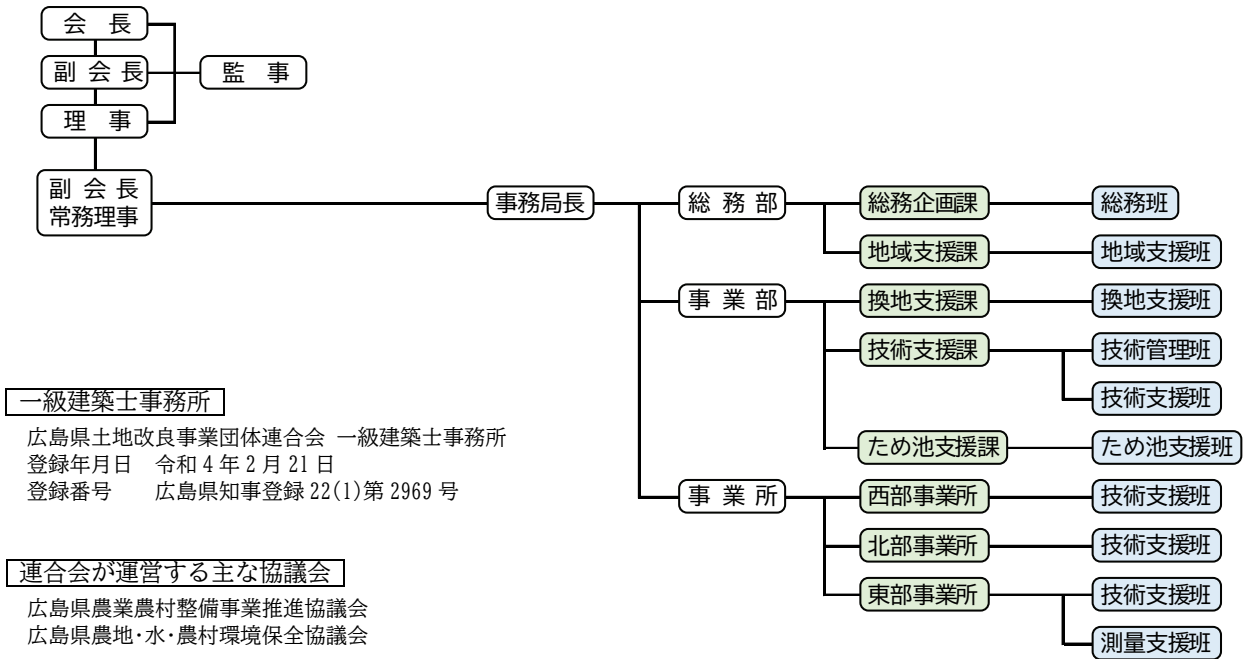 会　長
副 会 長
監　事
理　事
副 会 長
常務理事
事務局長
総 務 部
総務企画課
総務班
地域支援課
地域支援班
事 業 部
換地支援課
換地支援班
技術支援課
技術管理班
技術支援班
ため池支援課
ため池支援班
事 業 所
西部事業所
技術支援班
北部事業所
技術支援班
東部事業所
技術支援班
測量支援班
一級建築士事務所
広島県土地改良事業団体連合会 一級建築士事務所
登録年月日　令和 4 年 2 月 21 日
登録番号　　広島県知事登録 22(1)第 2969 号
連合会が運営する主な協議会
広島県農業農村整備事業推進協議会
広島県農地･水･農村環境保全協議会